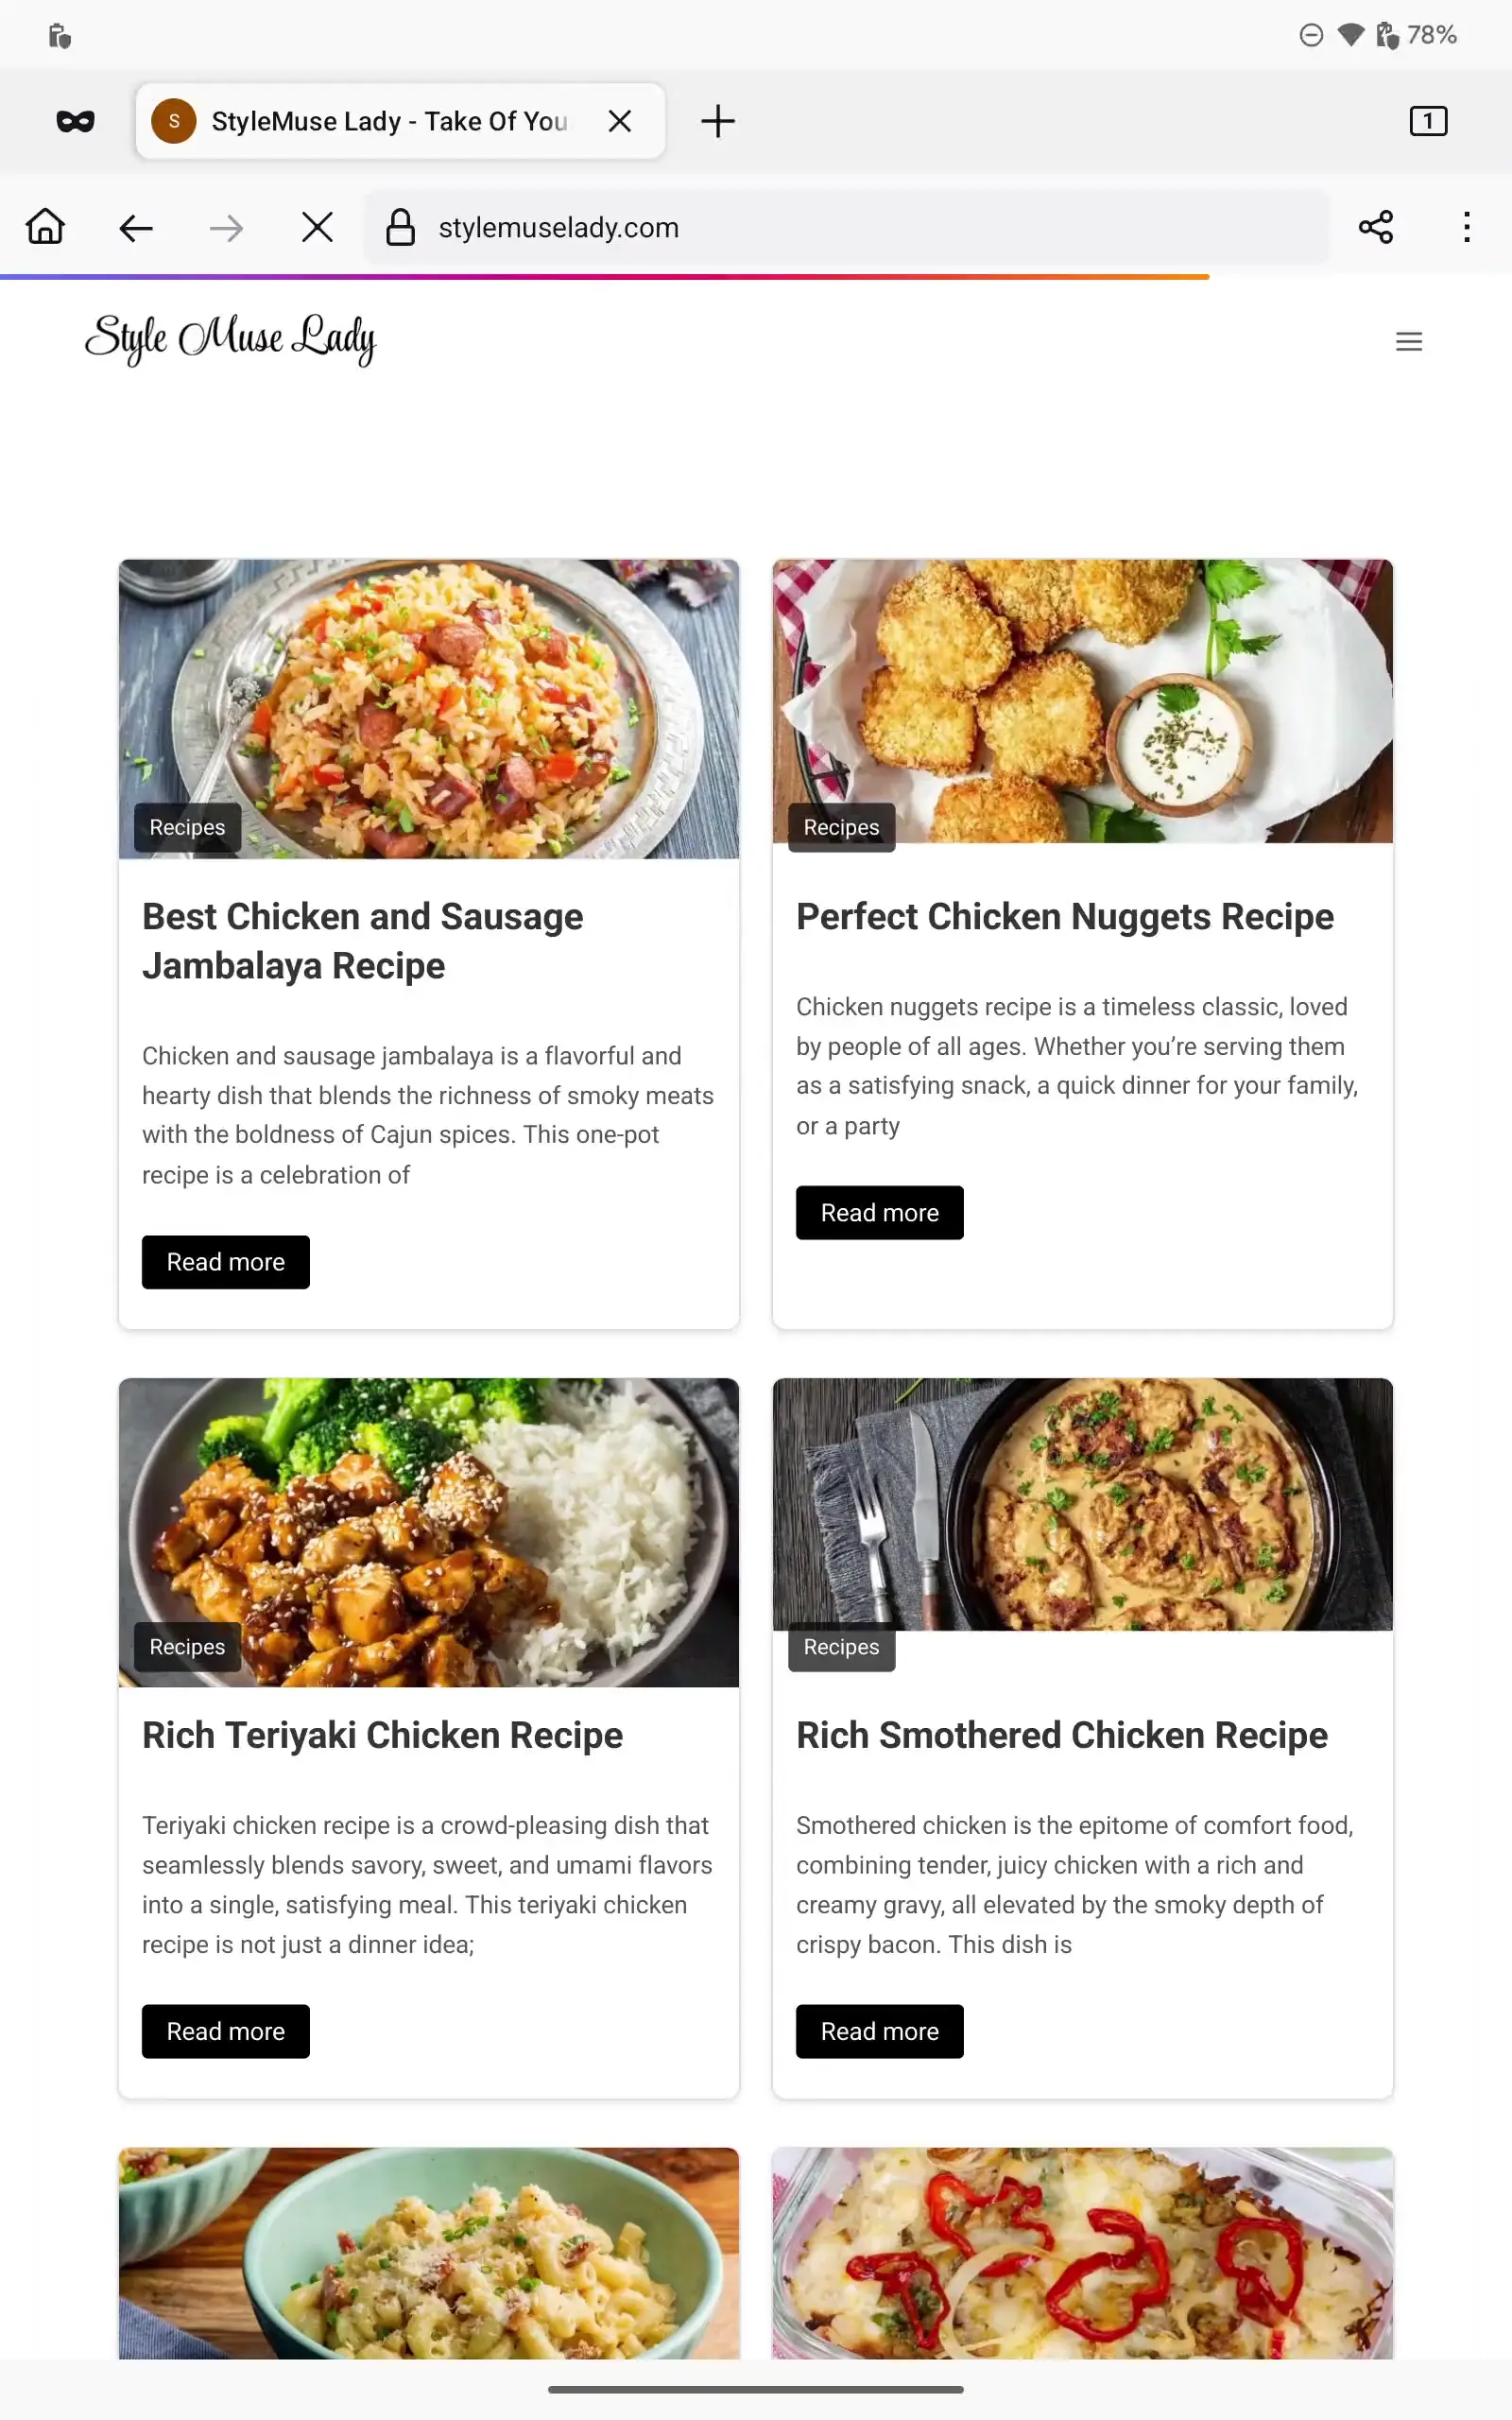 78%
S
StyleMuse Lady - Take Of You
1
stylemuselady.com
Style Muse Lady
Recipes
Best Chicken and Sausage
Jambalaya Recipe
Chicken and sausage jambalaya is a flavorful and
hearty dish that blends the richness of smoky meats
with the boldness of Cajun spices. This one-pot
recipe is a celebration of
Read more
Recipes
Perfect Chicken Nuggets Recipe
Chicken nuggets recipe is a timeless classic, loved
by people of all ages. Whether you’re serving them
as a satisfying snack, a quick dinner for your family,
or a party
Read more
Recipes
Rich Teriyaki Chicken Recipe
Teriyaki chicken recipe is a crowd-pleasing dish that
seamlessly blends savory, sweet, and umami flavors
into a single, satisfying meal. This teriyaki chicken
recipe is not just a dinner idea;
Read more
Recipes
Rich Smothered Chicken Recipe
Smothered chicken is the epitome of comfort food,
combining tender, juicy chicken with a rich and
creamy gravy, all elevated by the smoky depth of
crispy bacon. This dish is
Read more